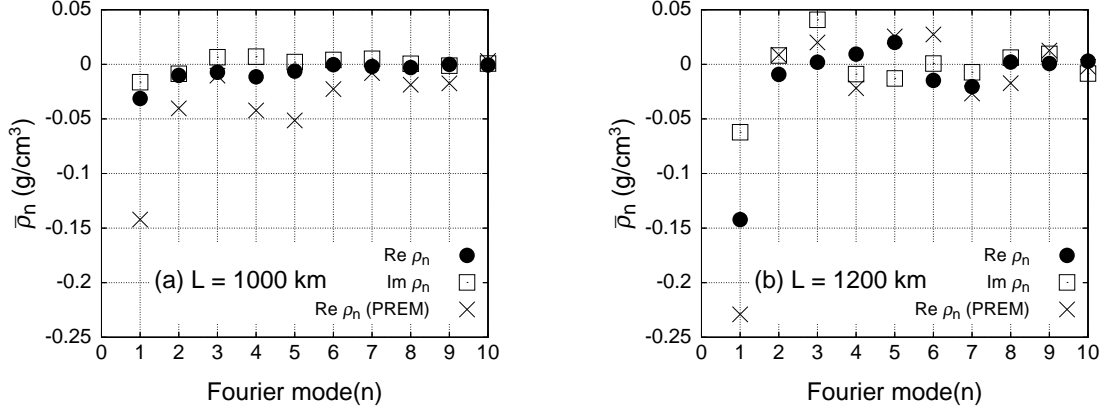 0.05
0
-0.05
-0.1
-0.15
-0.2
-0.25
0 1 2 3 4 5 6 7 8 9 10
ρ̅n (g/cm³)
Fourier mode(n)
(a) L = 1000 km
Re ρn
Im ρn
Re ρn (PREM)
0.05
0
-0.05
-0.1
-0.15
-0.2
-0.25
0 1 2 3 4 5 6 7 8 9 10
ρ̅n (g/cm³)
Fourier mode(n)
(b) L = 1200 km
Re ρn
Im ρn
Re ρn (PREM)